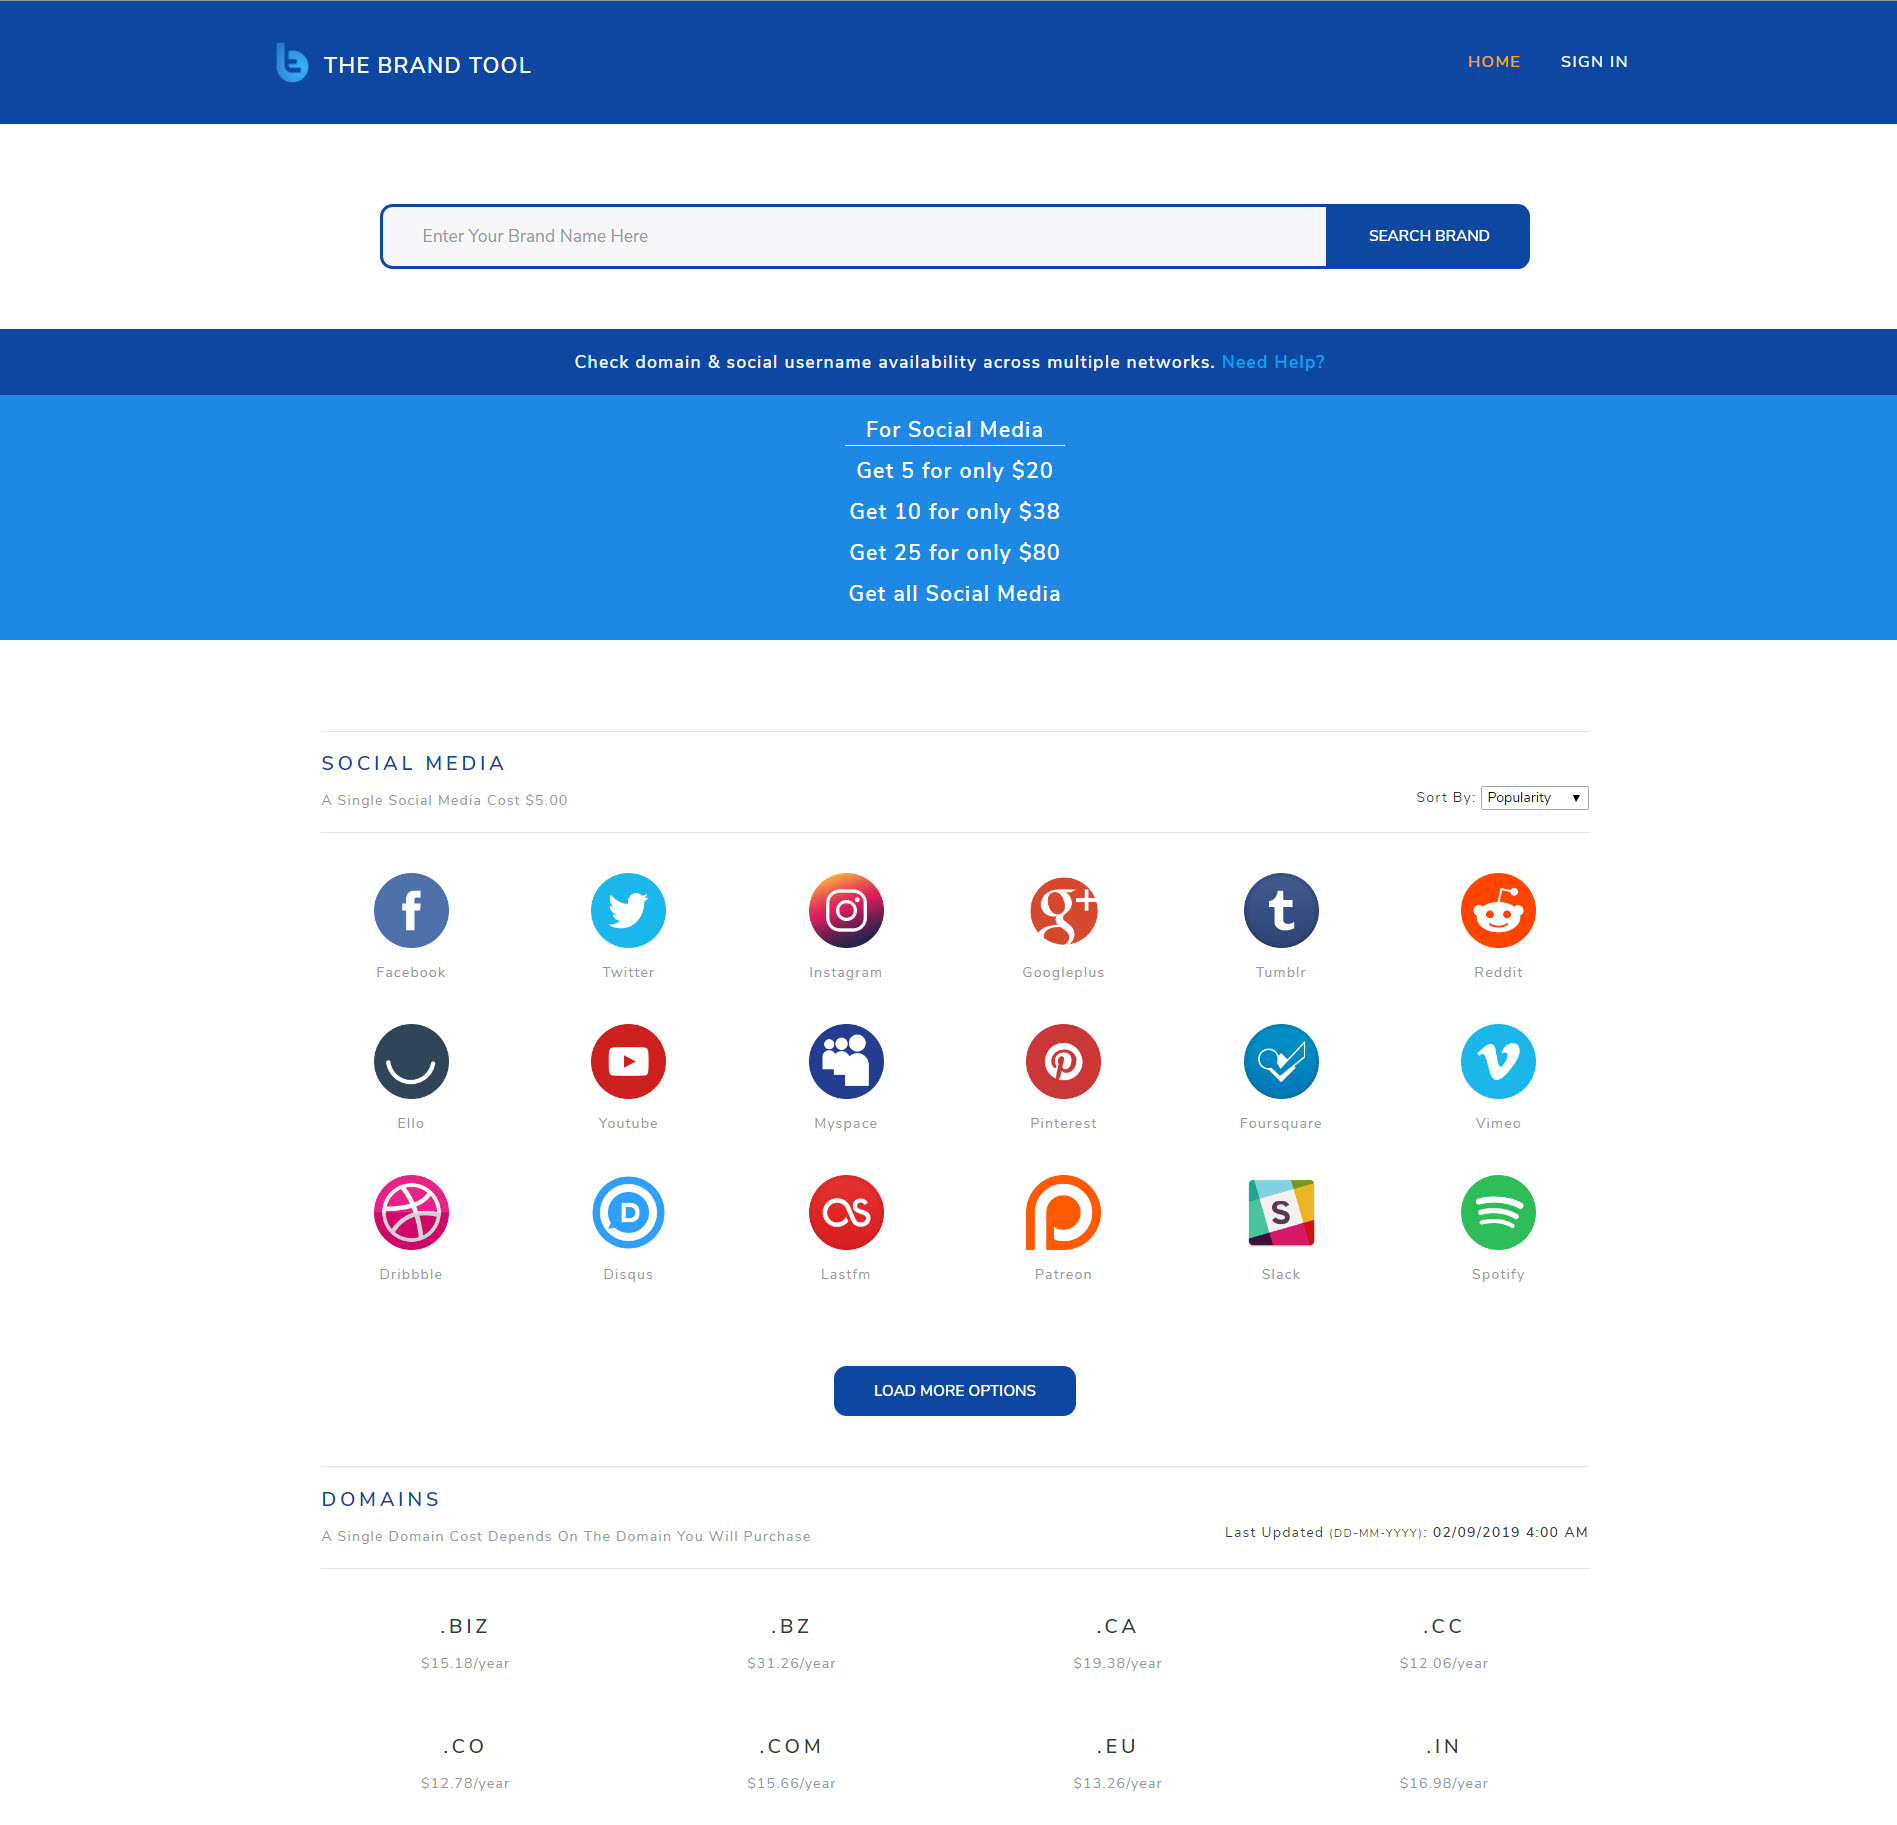 THE BRAND TOOL
HOME SIGN IN
Enter Your Brand Name Here
SEARCH BRAND
Check domain & social username availability across multiple networks. Need Help?
For Social Media
Get 5 for only $20
Get 10 for only $38
Get 25 for only $80
Get all Social Media
SOCIAL MEDIA
A Single Social Media Cost $5.00
Sort By: Popularity
Facebook Twitter Instagram Googleplus Tumblr Reddit
Ello Youtube Myspace Pinterest Foursquare Vimeo
Dribbble Disqus Lastfm Patreon Slack Spotify
LOAD MORE OPTIONS
DOMAINS
A Single Domain Cost Depends On The Domain You Will Purchase
Last Updated (DD-MM-YYYY): 02/09/2019 4:00 AM
.BIZ .BZ .CA .CC
$15.18/year $31.26/year $19.38/year $12.06/year
.CO .COM .EU .IN
$12.78/year $15.66/year $13.26/year $16.98/year